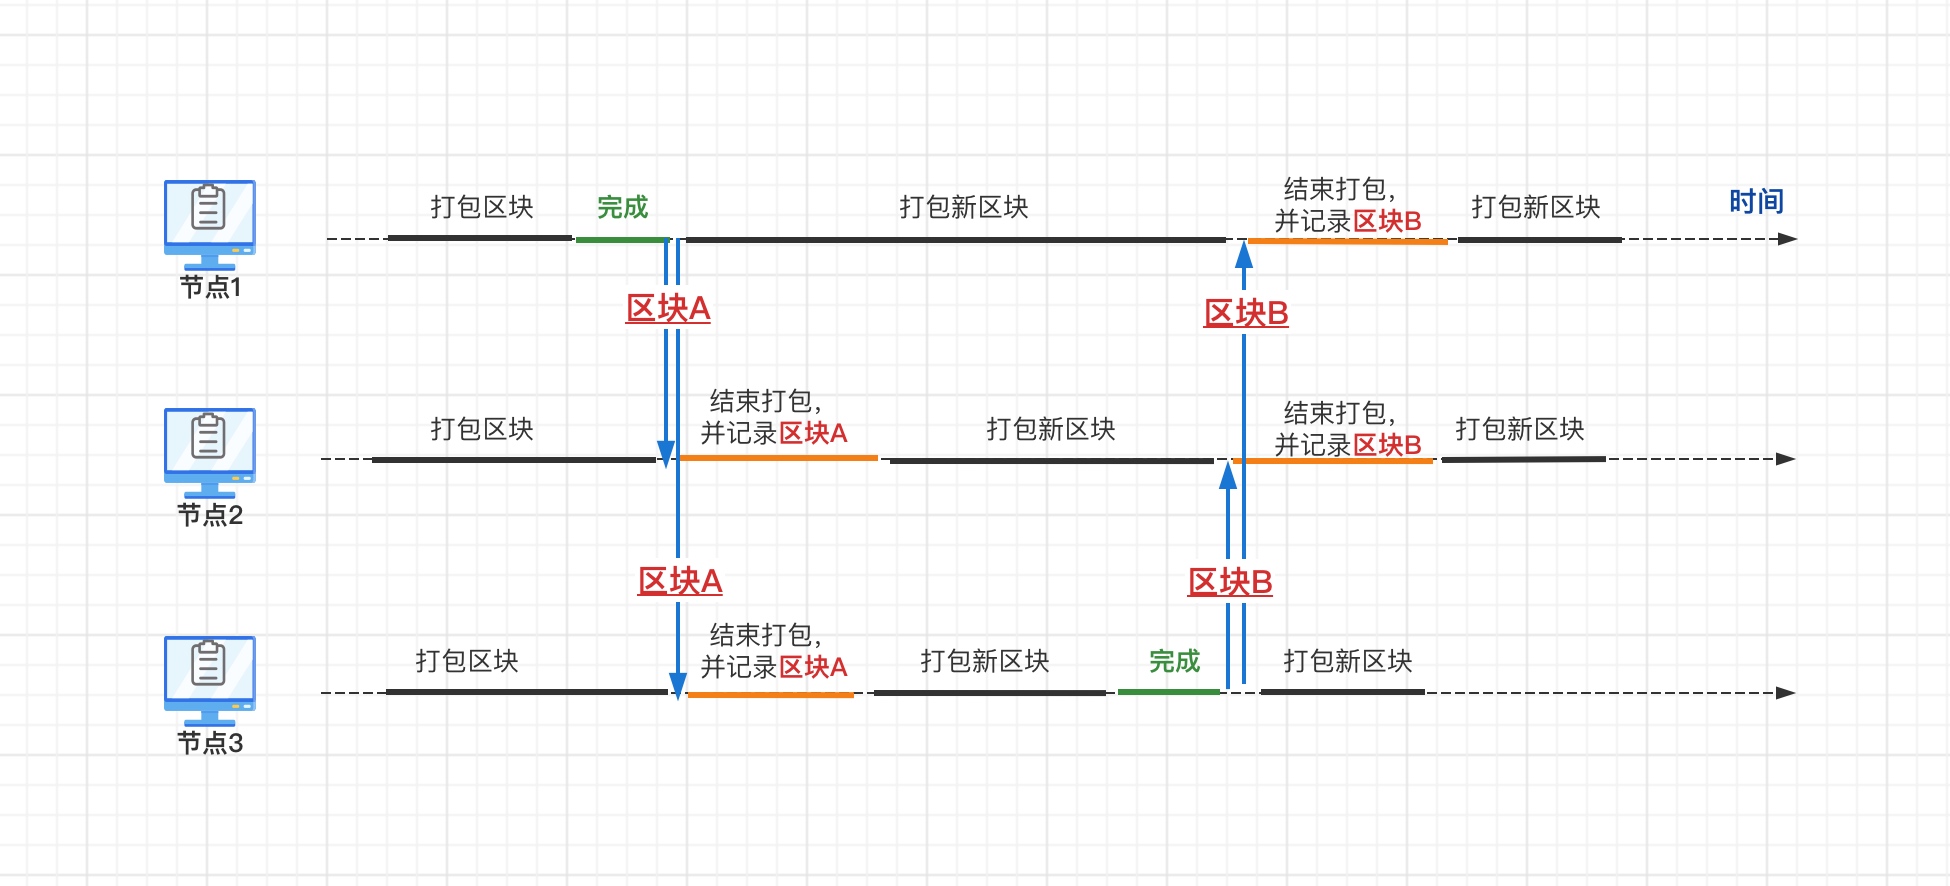 打包区块
完成
打包新区块
结束打包，
并记录区块B
打包新区块
时间
节点1
区块A
区块B
打包区块
结束打包，
并记录区块A
打包新区块
结束打包，
并记录区块B
打包新区块
节点2
区块A
区块B
打包区块
结束打包，
并记录区块A
打包新区块
完成
打包新区块
节点3